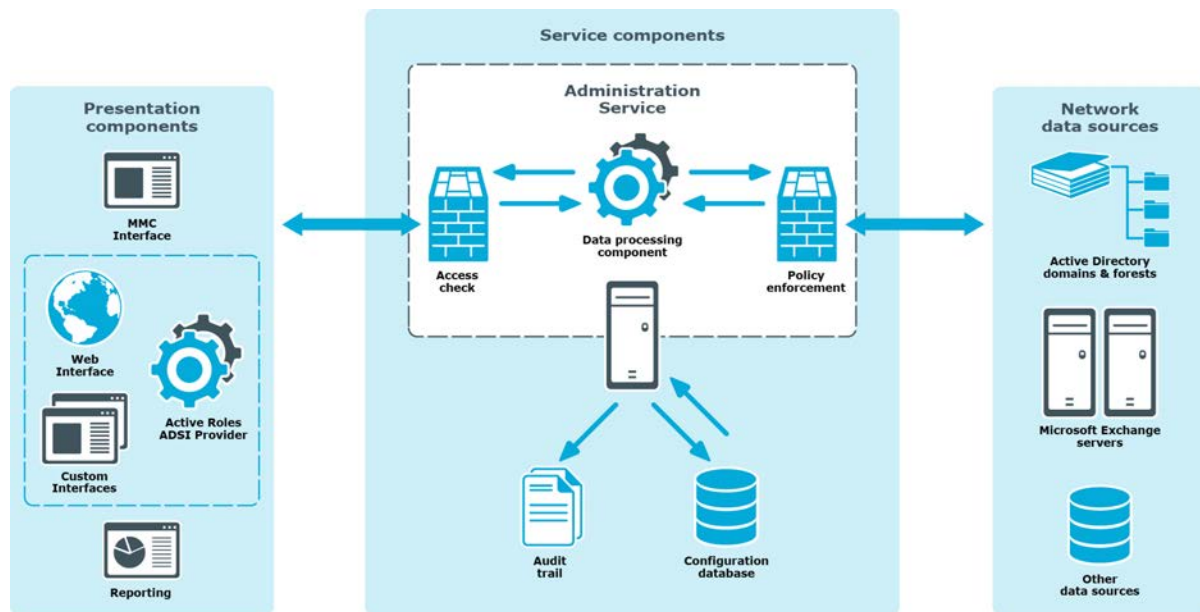 Presentation
components
MMC
Interface
Web
Interface
Active Roles
ADSI Provider
Custom
Interfaces
Reporting
Service components
Administration
Service
Access
check
Data processing
component
Policy
enforcement
Audit
trail
Configuration
database
Network
data sources
Active Directory
domains & forests
Microsoft Exchange
servers
Other
data sources